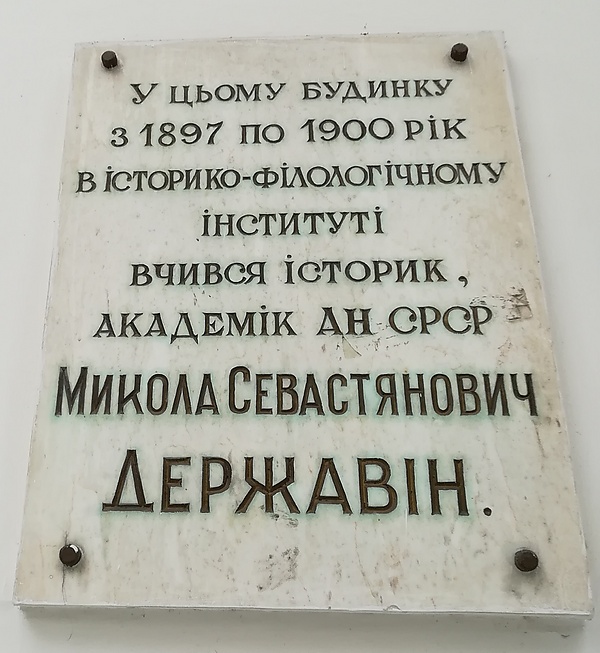 У ЦЬОМУ БУДИНКУ
З 1897 ПО 1900 РІК
В ІСТОРИКО-ФІЛОЛОГІЧНОМУ
ІНСТИТУТІ
ВЧИВСЯ ІСТОРИК,
АКАДЕМІК АН СРСР
МИКОЛА СЕВАСТЯНОВИЧ
ДЕРЖАВІН.